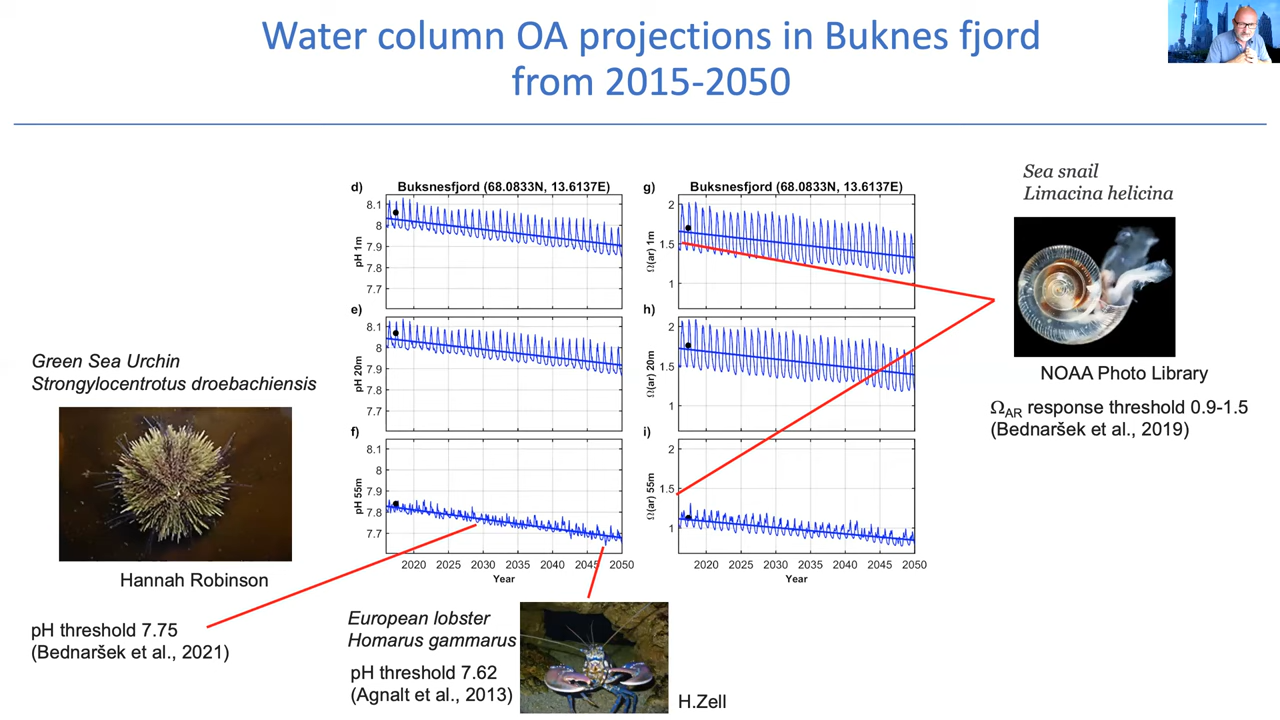 Water column OA projections in Buknes fjord
from 2015-2050
Sea snail
Limacina helicina
NOAA Photo Library
Ω_AR response threshold 0.9-1.5
(Bednaršek et al., 2019)
Green Sea Urchin
Strongylocentrotus droebachiensis
Hannah Robinson
pH threshold 7.75
(Bednaršek et al., 2021)
d) Buksnesfjord (68.0833N, 13.6137E)
pH 1m
8.1
8
7.9
7.8
7.7
e)
pH 20m
8.1
8
7.9
7.8
7.7
f)
pH 55m
8.1
8
7.9
7.8
7.7
2020 2025 2030 2035 2040 2045 2050
Year
g) Buksnesfjord (68.0833N, 13.6137E)
Ω(ar) 1m
2
1.5
1
h)
Ω(ar) 20m
2
1.5
1
i)
Ω(ar) 55m
2
1.5
1
2020 2025 2030 2035 2040 2045 2050
Year
European lobster
Homarus gammarus
pH threshold 7.62
(Agnalt et al., 2013)
H.Zell